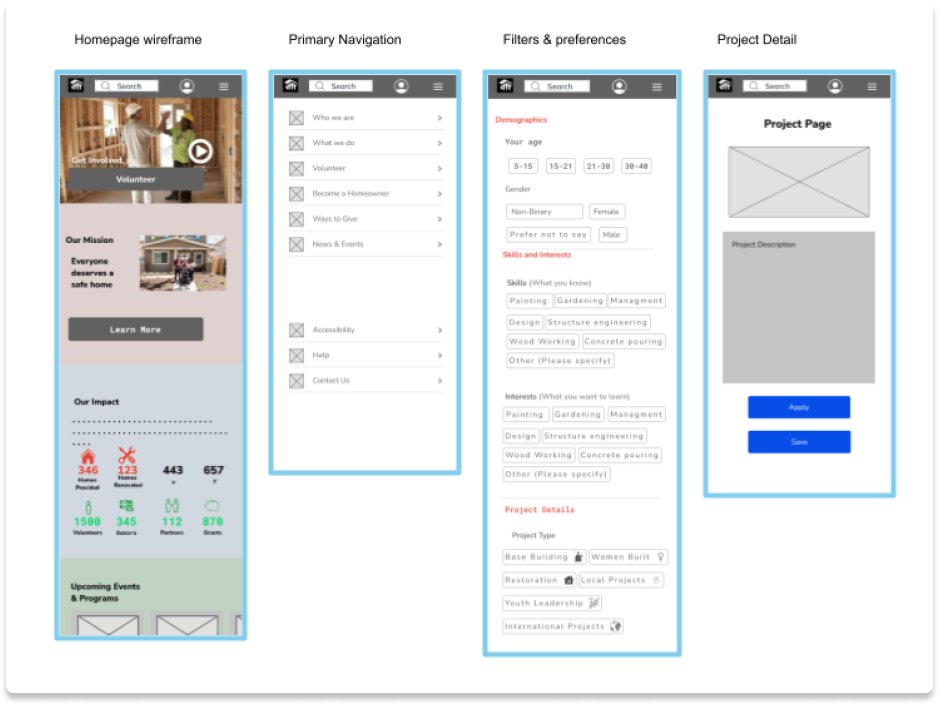 Homepage wireframe
Search
Get Involved,
Volunteer
Our Mission
Everyone
deserves a
safe home
Learn More
Our Impact
346
Homes
Provided
123
Homes
Renovated
443
x
657
Y
1500
Volunteers
345
Donors
112
Partners
870
Grants
Upcoming Events
& Programs
Primary Navigation
Search
Who we are
What we do
Volunteer
Become a Homeowner
Ways to Give
News & Events
Accessibility
Help
Contact Us
Filters & preferences
Search
Demographics
Your age
5-15 15-21 21-30 30-40
Gender
Non-Binary Female
Prefer not to say Male
Skills and Interests
Skills (What you know)
Painting Gardening Managment
Design Structure engineering
Wood Working Concrete pouring
Other (Please specify)
Interests (What you want to learn)
Painting Gardening Managment
Design Structure engineering
Wood Working Concrete pouring
Other (Please specify)
Project Details
Project Type
Base Building Women Built
Restoration Local Projects
Youth Leadership
International Projects
Project Detail
Search
Project Page
Project Description
Apply
Save